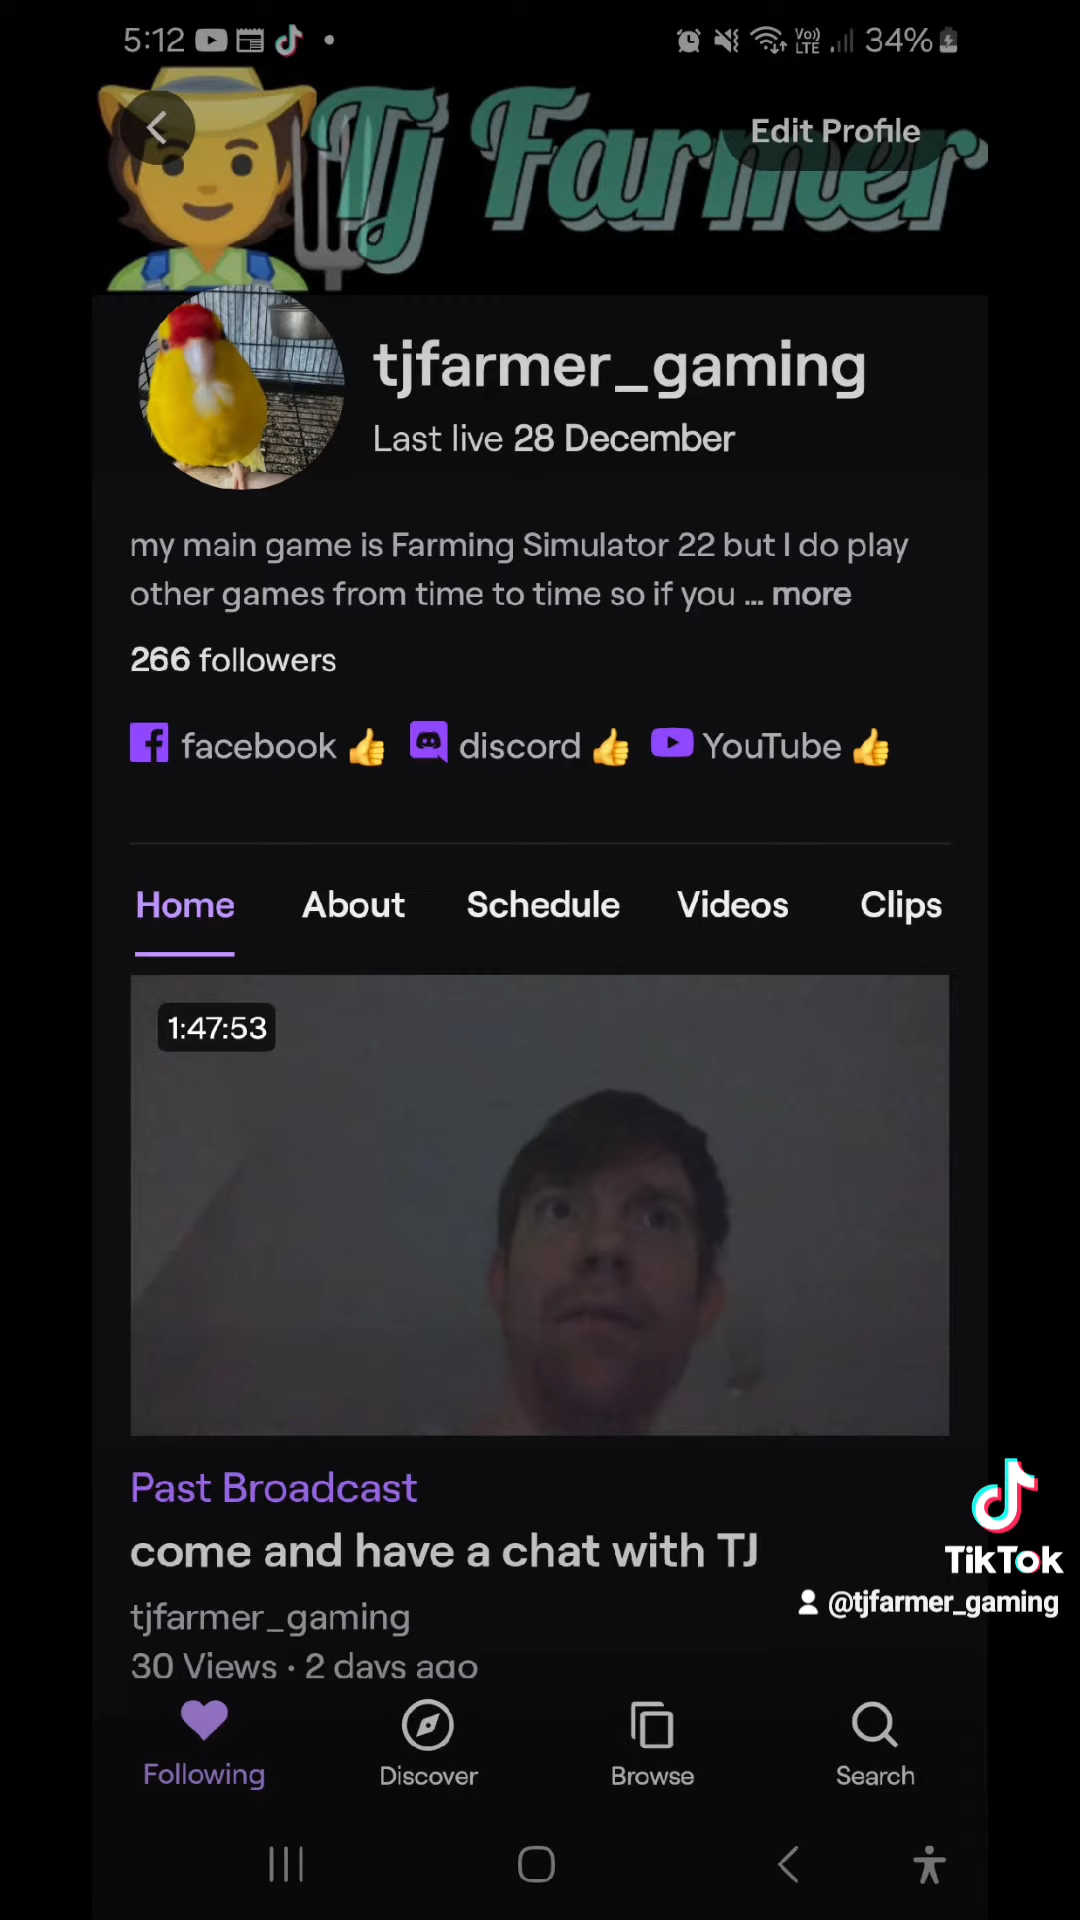 5:12
Vo))
LTE
34%
Tj Farmer
Edit Profile
tjfarmer_gaming
Last live 28 December
my main game is Farming Simulator 22 but I do play
other games from time to time so if you ... more
266 followers
facebook 👍 discord 👍 YouTube 👍
Home About Schedule Videos Clips
1:47:53
Past Broadcast
come and have a chat with TJ
TikTok
@tjfarmer_gaming
tjfarmer_gaming
30 Views · 2 days ago
Following Discover Browse Search